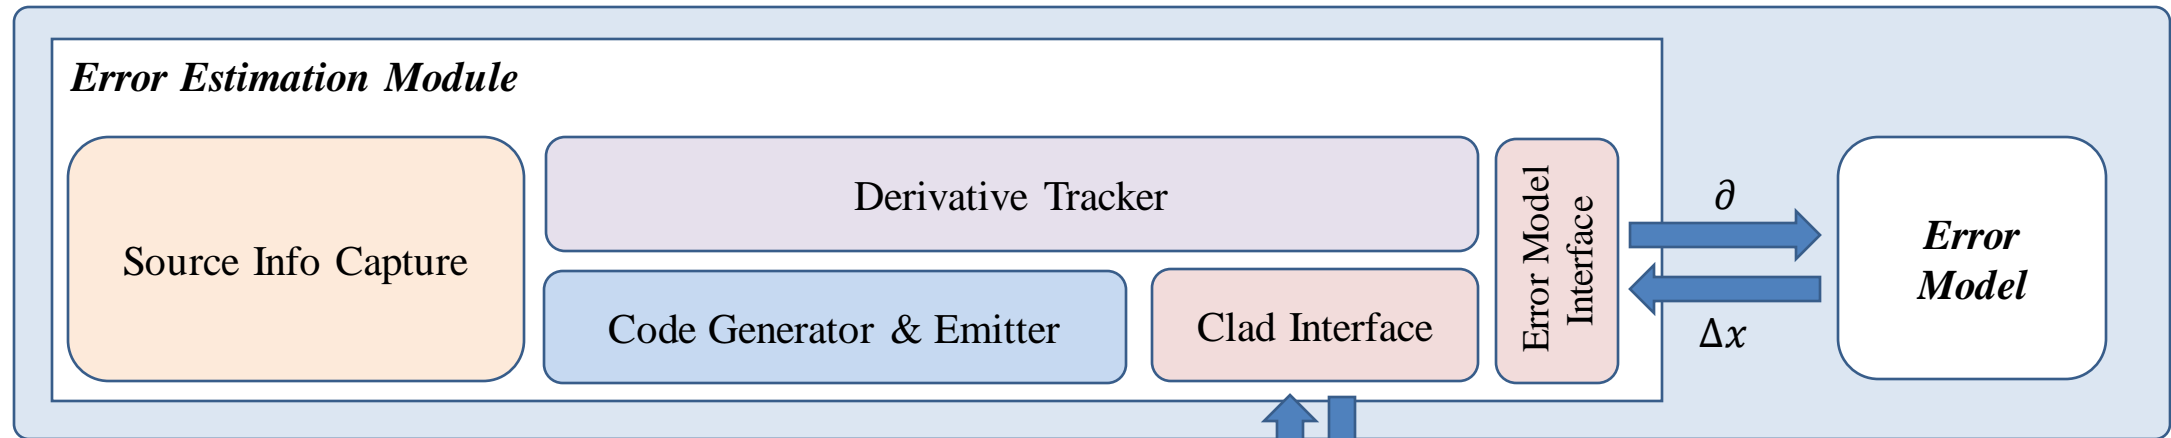 Error Estimation Module
Source Info Capture
Derivative Tracker
Code Generator & Emitter
Clad Interface
Error Model
Interface
∂
Δx
Error
Model